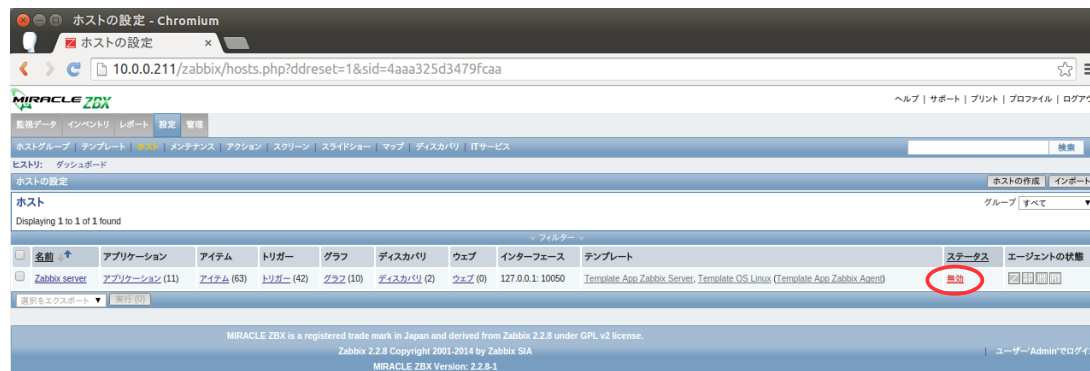 ホストの設定 - Chromium
ホストの設定 ×
10.0.0.211/zabbix/hosts.php?ddreset=1&sid=4aaa325d3479fcaa
MIRACLE ZBX
ヘルプ | サポート | プリント | プロファイル | ログアウ
監視データ インベントリ レポート 設定 管理
ホストグループ | テンプレート | ホスト | メンテナンス | アクション | スクリーン | スライドショー | マップ | ディスカバリ | ITサービス 検索
ヒストリ: ダッシュボード
ホストの設定 ホストの作成 インポート
ホスト グループ すべて
Displaying 1 to 1 of 1 found
フィルター
名前 アプリケーション アイテム トリガー グラフ ディスカバリ ウェブ インターフェース テンプレート ステータス エージェントの状態
Zabbix server アプリケーション (11) アイテム (63) トリガー (42) グラフ (10) ディスカバリ (2) ウェブ (0) 127.0.0.1: 10050 Template App Zabbix Server, Template OS Linux (Template App Zabbix Agent) 無効
選択をエクスポート 実行 (0)
MIRACLE ZBX is a registered trade mark in Japan and derived from Zabbix 2.2.8 under GPL v2 license.
Zabbix 2.2.8 Copyright 2001-2014 by Zabbix SIA | ユーザー'Admin'でログイ
MIRACLE ZBX Version: 2.2.8-1